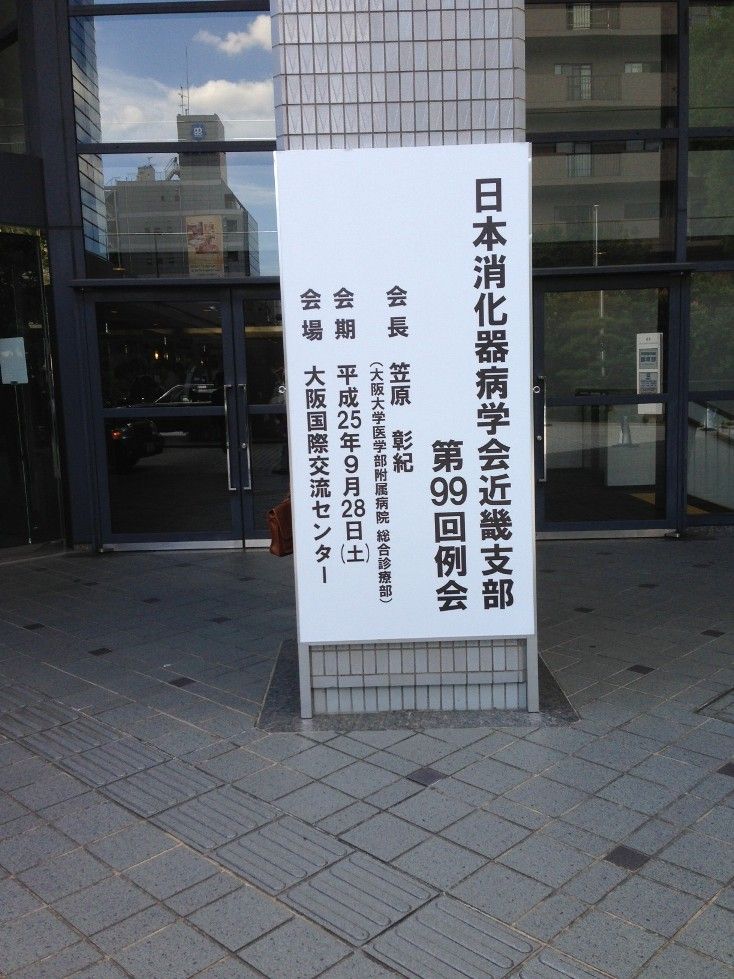 日本消化器病学会近畿支部
第99回例会
会長 笠原 彰紀
(大阪大学医学部附属病院 総合診療部)
会期 平成25年9月28日(土)
会場 大阪国際交流センター